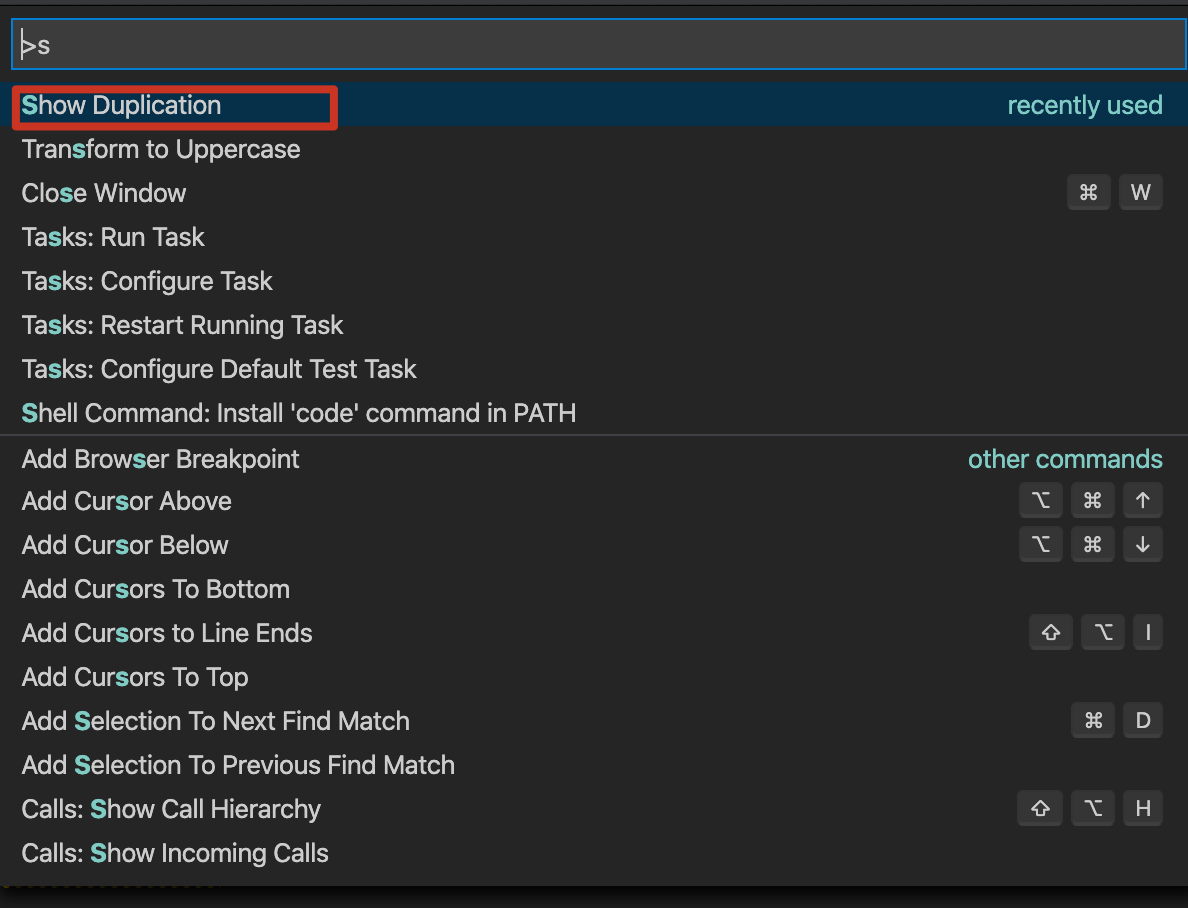 >s
Show Duplication recently used
Transform to Uppercase
Close Window ⌘ W
Tasks: Run Task
Tasks: Configure Task
Tasks: Restart Running Task
Tasks: Configure Default Test Task
Shell Command: Install 'code' command in PATH
Add Browser Breakpoint other commands
Add Cursor Above ⌥ ⌘ ↑
Add Cursor Below ⌥ ⌘ ↓
Add Cursors To Bottom
Add Cursors to Line Ends ⇧ ⌥ I
Add Cursors To Top
Add Selection To Next Find Match ⌘ D
Add Selection To Previous Find Match
Calls: Show Call Hierarchy ⇧ ⌥ H
Calls: Show Incoming Calls